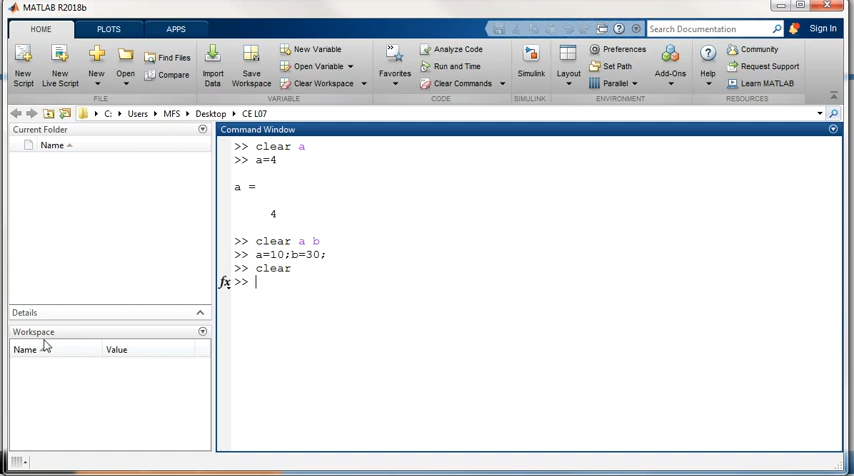 MATLAB R2018b
HOME PLOTS APPS
Search Documentation Sign In
New Script
New Live Script
New
Open
Find Files
Compare
FILE
Import Data
Save Workspace
New Variable
Open Variable
Clear Workspace
VARIABLE
Favorites
Analyze Code
Run and Time
Clear Commands
CODE
Simulink
SIMULINK
Layout
Preferences
Set Path
Parallel
Add-Ons
ENVIRONMENT
Help
Community
Request Support
Learn MATLAB
RESOURCES
C: Users MFS Desktop CE L07
Current Folder
Name
Details
Workspace
Name Value
Command Window
>> clear a
>> a=4
a =
4
>> clear a b
>> a=10;b=30;
>> clear
fx >>